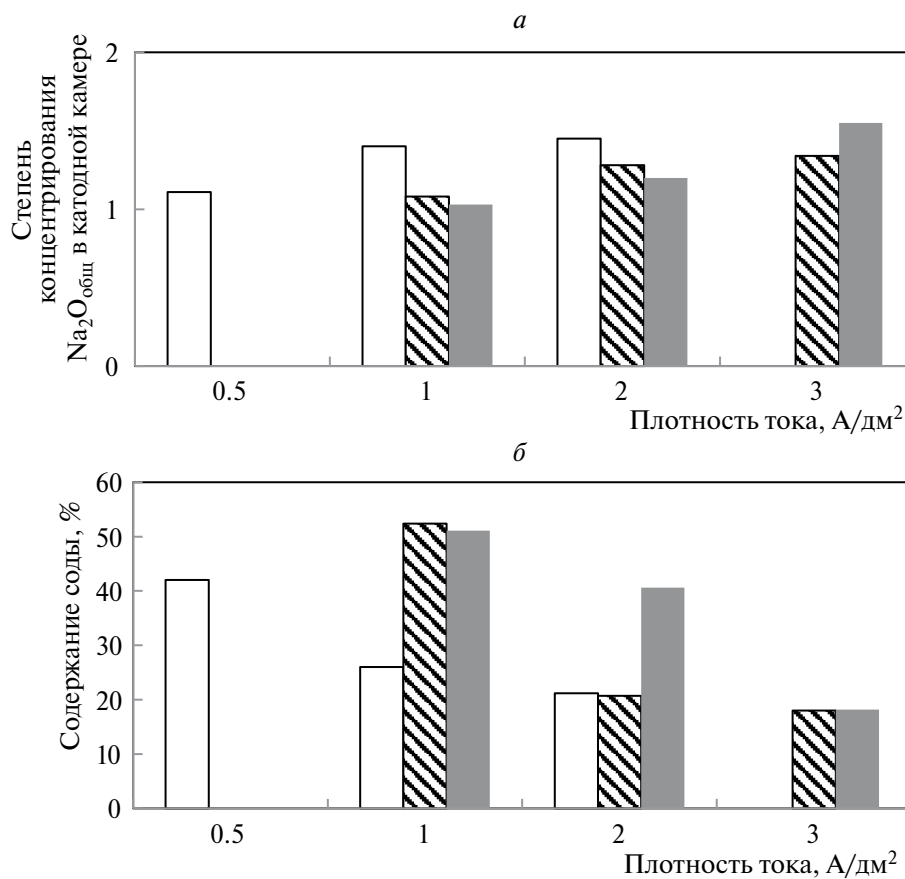 а
2
1
0
Степень
концентрирования
Na₂Oобщ в катодной камере
0.5 1 2 3
Плотность тока, А/дм²
б
60
50
40
30
20
10
0
Содержание соды, %
0.5 1 2 3
Плотность тока, А/дм²